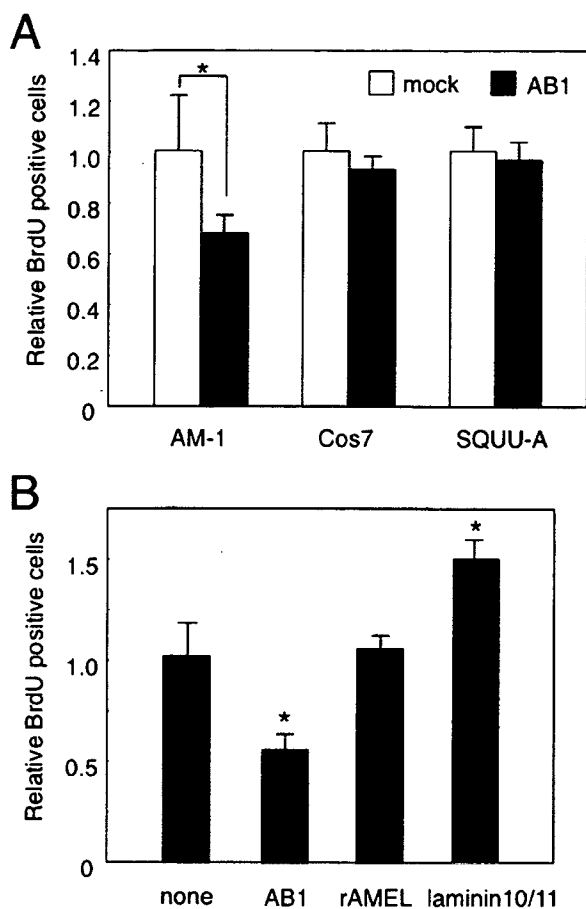 A
Relative BrdU positive cells
1.4
1.2
1.0
0.8
0.6
0.4
0.2
0
*
mock
AB1
AM-1
Cos7
SQUU-A
B
Relative BrdU positive cells
1.5
1.0
0.5
0
*
*
none
AB1
rAMEL
laminin10/11